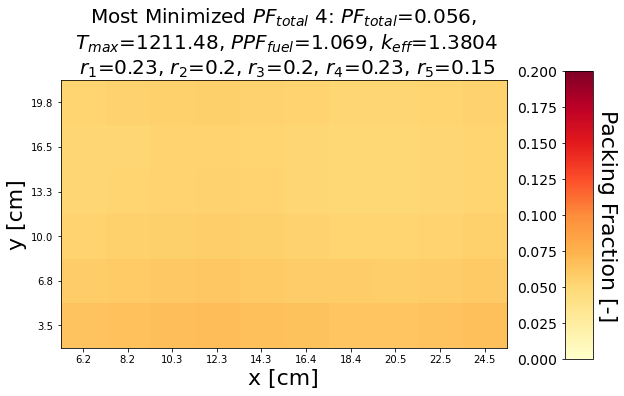 Most Minimized PF_total 4: PF_total=0.056,
T_max=1211.48, PPF_fuel=1.069, k_eff=1.3804
r_1=0.23, r_2=0.2, r_3=0.2, r_4=0.23, r_5=0.15
y [cm]
19.8
16.5
13.3
10.0
6.8
3.5
6.2 8.2 10.3 12.3 14.3 16.4 18.4 20.5 22.5 24.5
x [cm]
0.200
0.175
0.150
0.125
0.100
0.075
0.050
0.025
0.000
Packing Fraction [-]